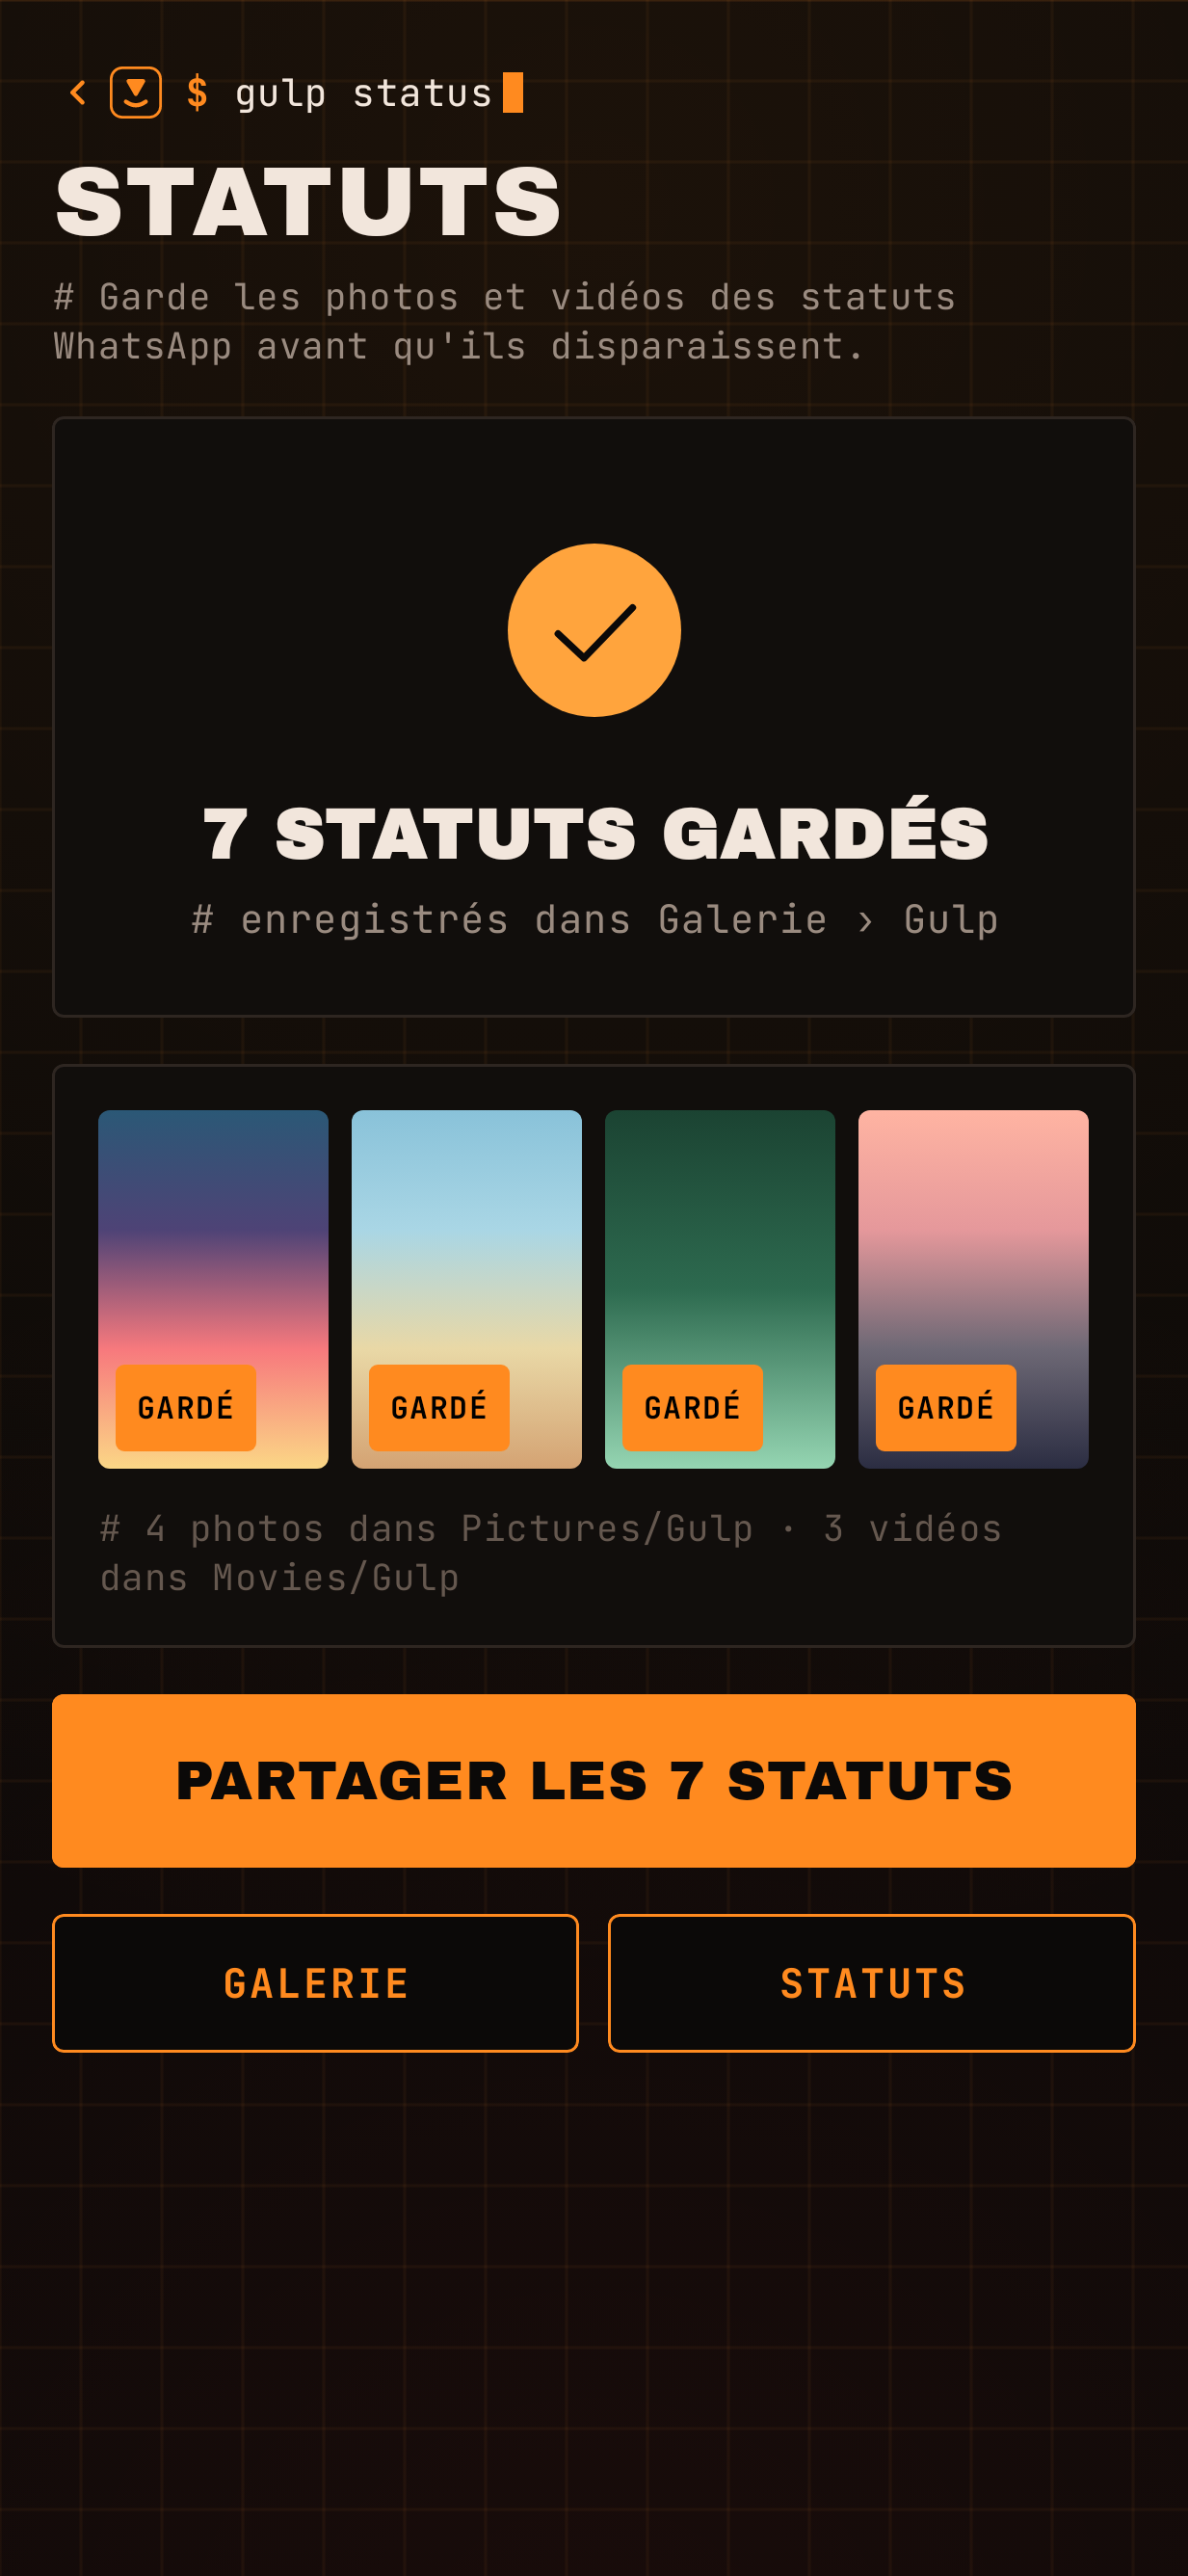 $ gulp status
STATUTS
# Garde les photos et vidéos des statuts
WhatsApp avant qu'ils disparaissent.
7 STATUTS GARDÉS
# enregistrés dans Galerie › Gulp
GARDÉ GARDÉ GARDÉ GARDÉ
# 4 photos dans Pictures/Gulp · 3 vidéos
dans Movies/Gulp
PARTAGER LES 7 STATUTS
GALERIE STATUTS